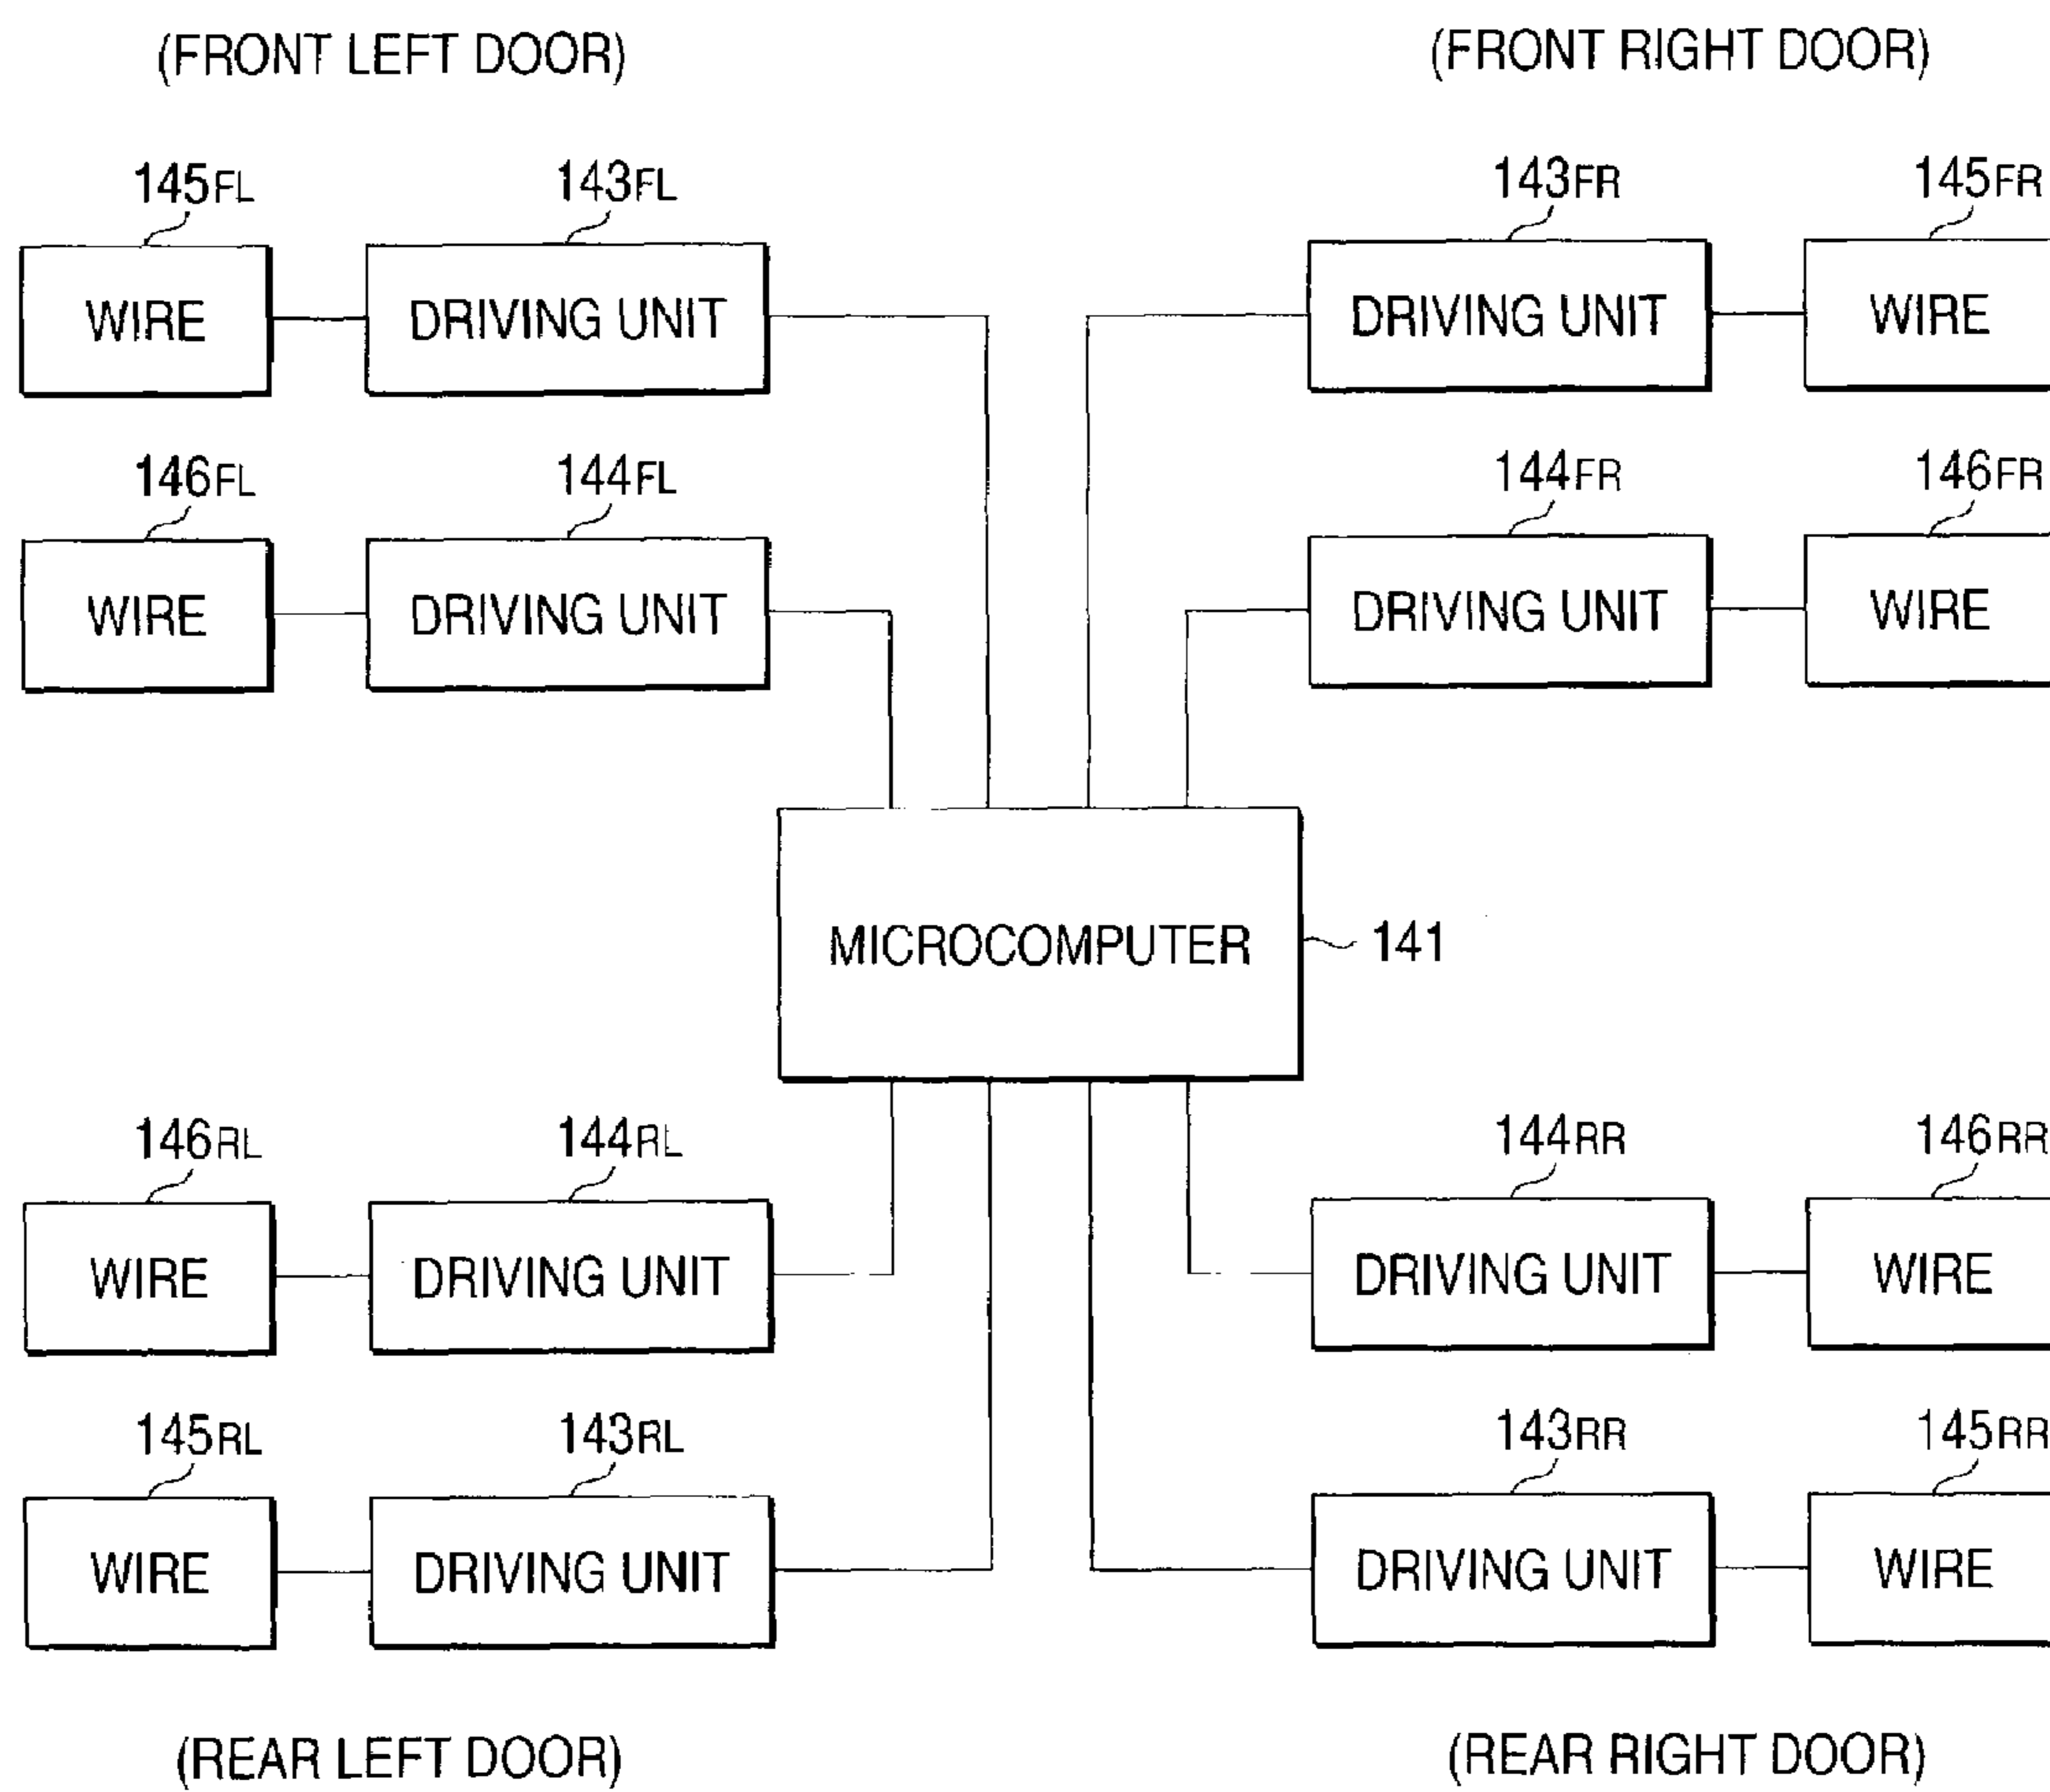 (FRONT LEFT DOOR) (FRONT RIGHT DOOR)
145FL 143FL 143FR 145FR
WIRE DRIVING UNIT DRIVING UNIT WIRE
146FL 144FL 144FR 146FR
WIRE DRIVING UNIT DRIVING UNIT WIRE
MICROCOMPUTER 141
146RL 144RL 144RR 146RR
WIRE DRIVING UNIT DRIVING UNIT WIRE
145RL 143RL 143RR 145RR
WIRE DRIVING UNIT DRIVING UNIT WIRE
(REAR LEFT DOOR) (REAR RIGHT DOOR)